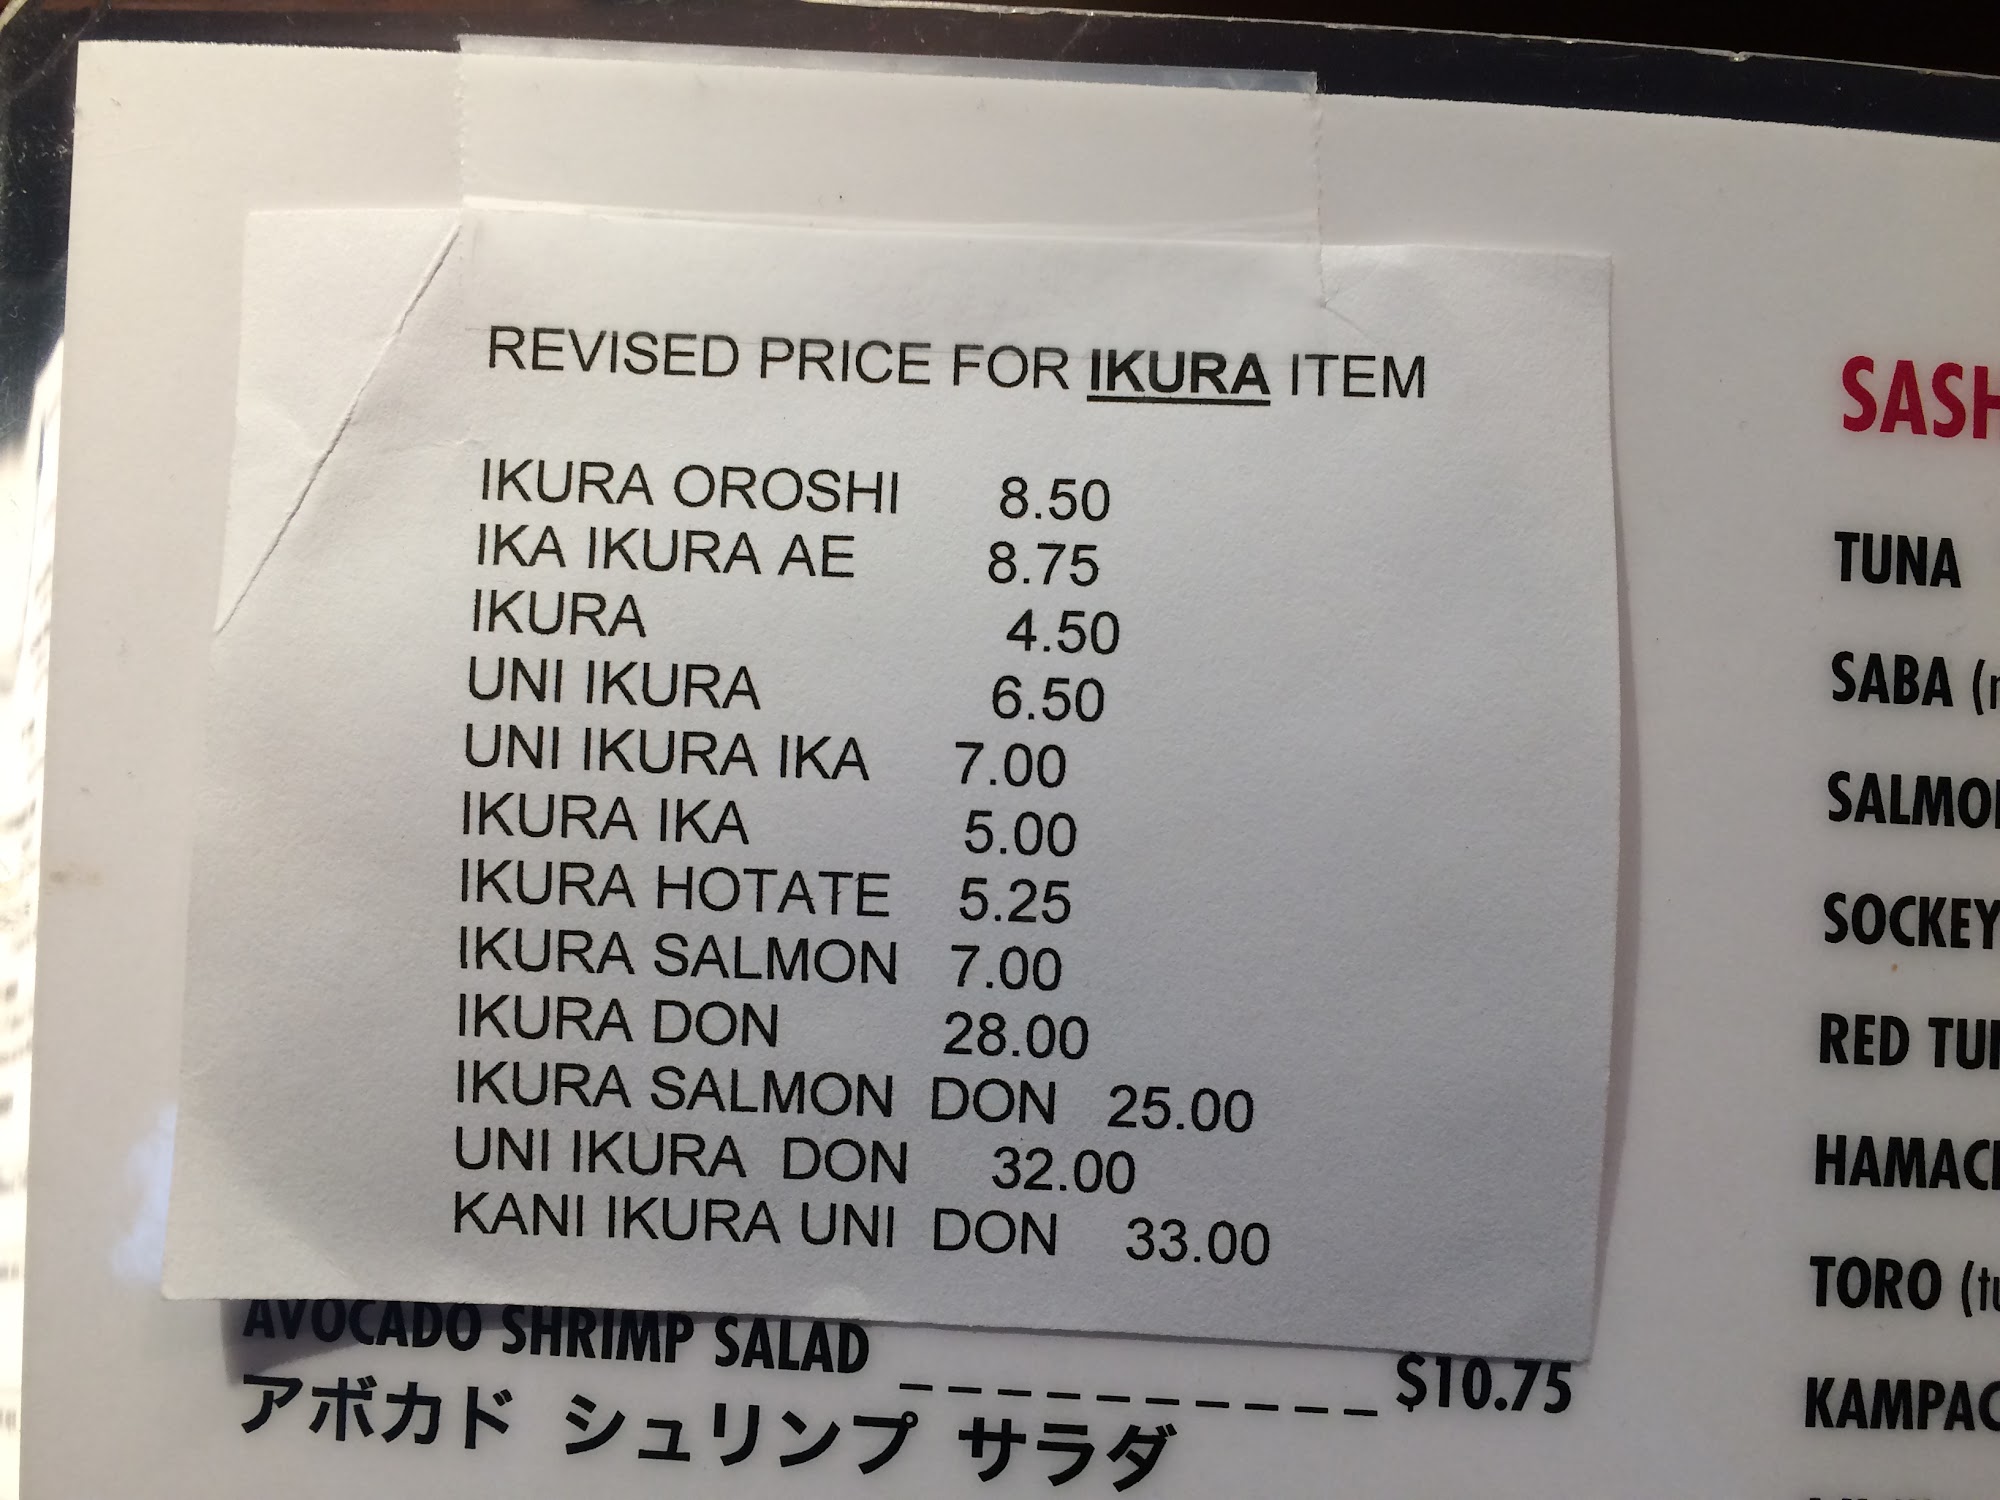 REVISED PRICE FOR IKURA ITEM
IKURA OROSHI 8.50
IKA IKURA AE 8.75
IKURA 4.50
UNI IKURA 6.50
UNI IKURA IKA 7.00
IKURA IKA 5.00
IKURA HOTATE 5.25
IKURA SALMON 7.00
IKURA DON 28.00
IKURA SALMON DON 25.00
UNI IKURA DON 32.00
KANI IKURA UNI DON 33.00
AVOCADO SHRIMP SALAD $10.75
アボカド シュリンプ サラダ
TUNA
SABA
TORO